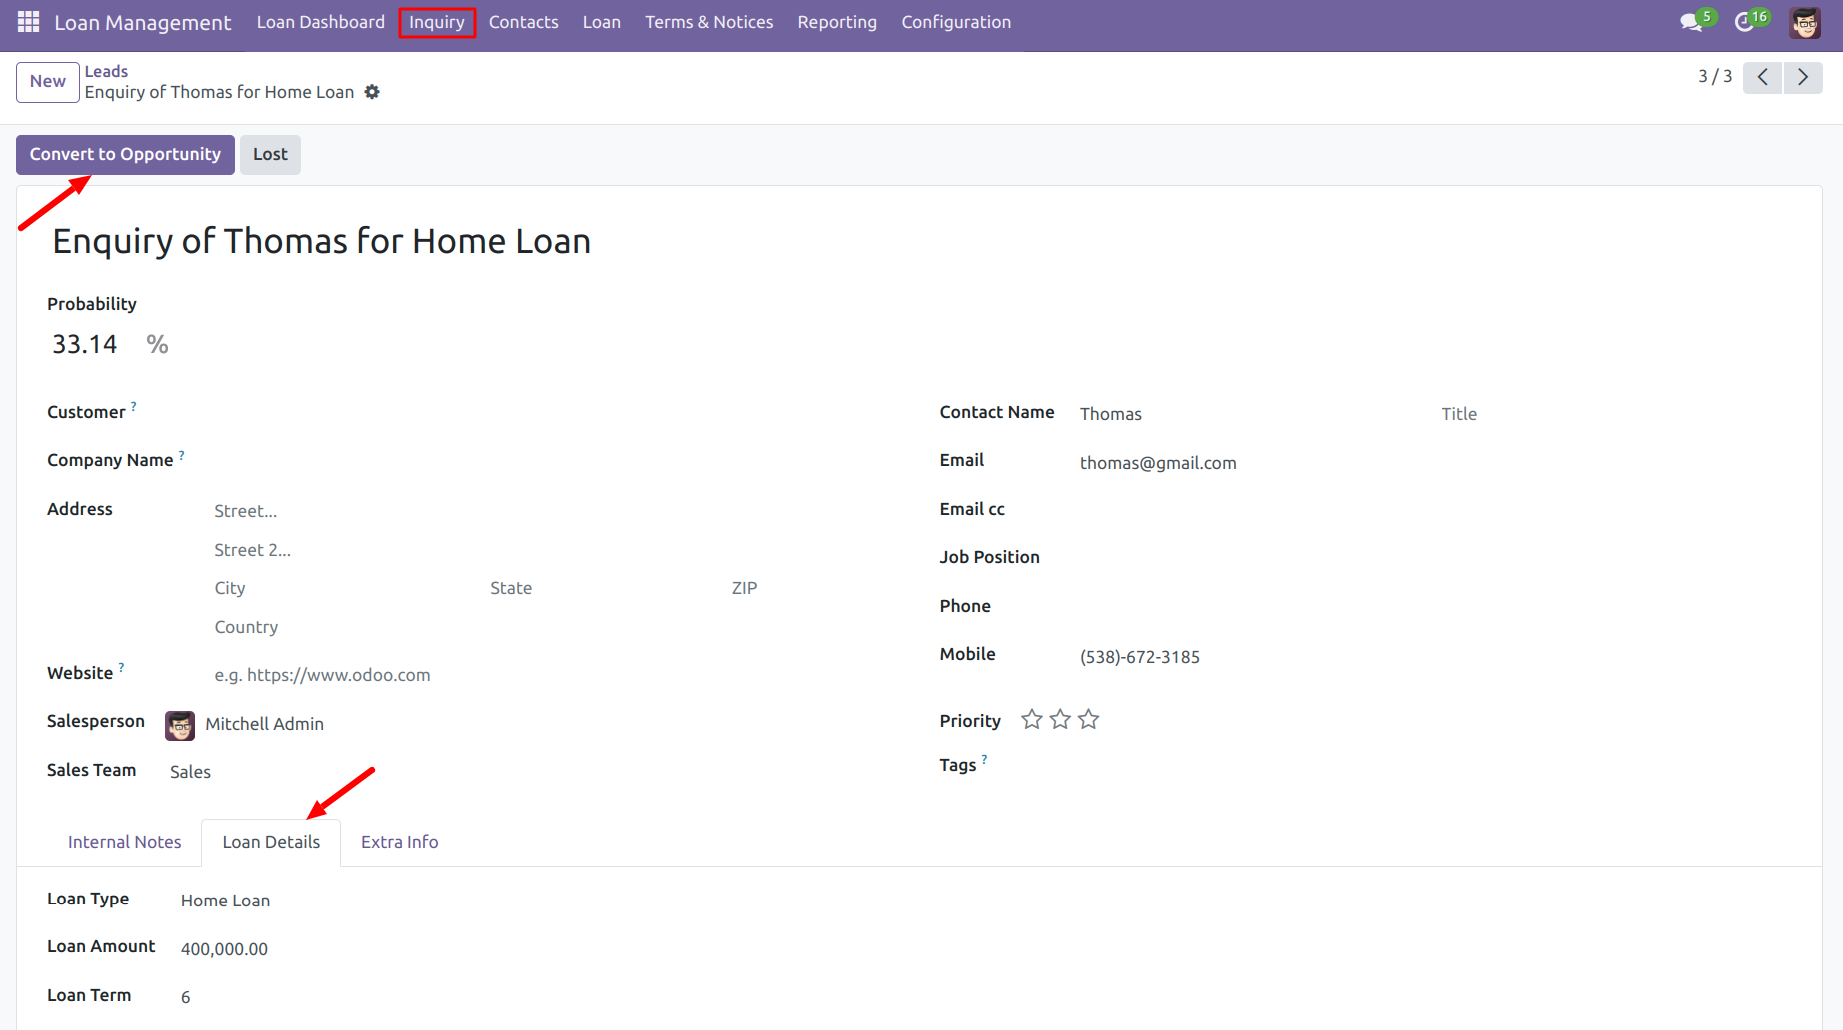 Loan Management Loan Dashboard Inquiry Contacts Loan Terms & Notices Reporting Configuration 5 16
New Leads
Enquiry of Thomas for Home Loan
3 / 3
Convert to Opportunity Lost
Enquiry of Thomas for Home Loan
Probability
33.14 %
Customer ? Contact Name Thomas Title
Company Name ? Email thomas@gmail.com
Address Street... Email cc
Street 2... Job Position
City State ZIP
Country Phone
Website ? e.g. https://www.odoo.com Mobile (538)-672-3185
Salesperson Mitchell Admin Priority
Sales Team Sales Tags ?
Internal Notes Loan Details Extra Info
Loan Type Home Loan
Loan Amount 400,000.00
Loan Term 6